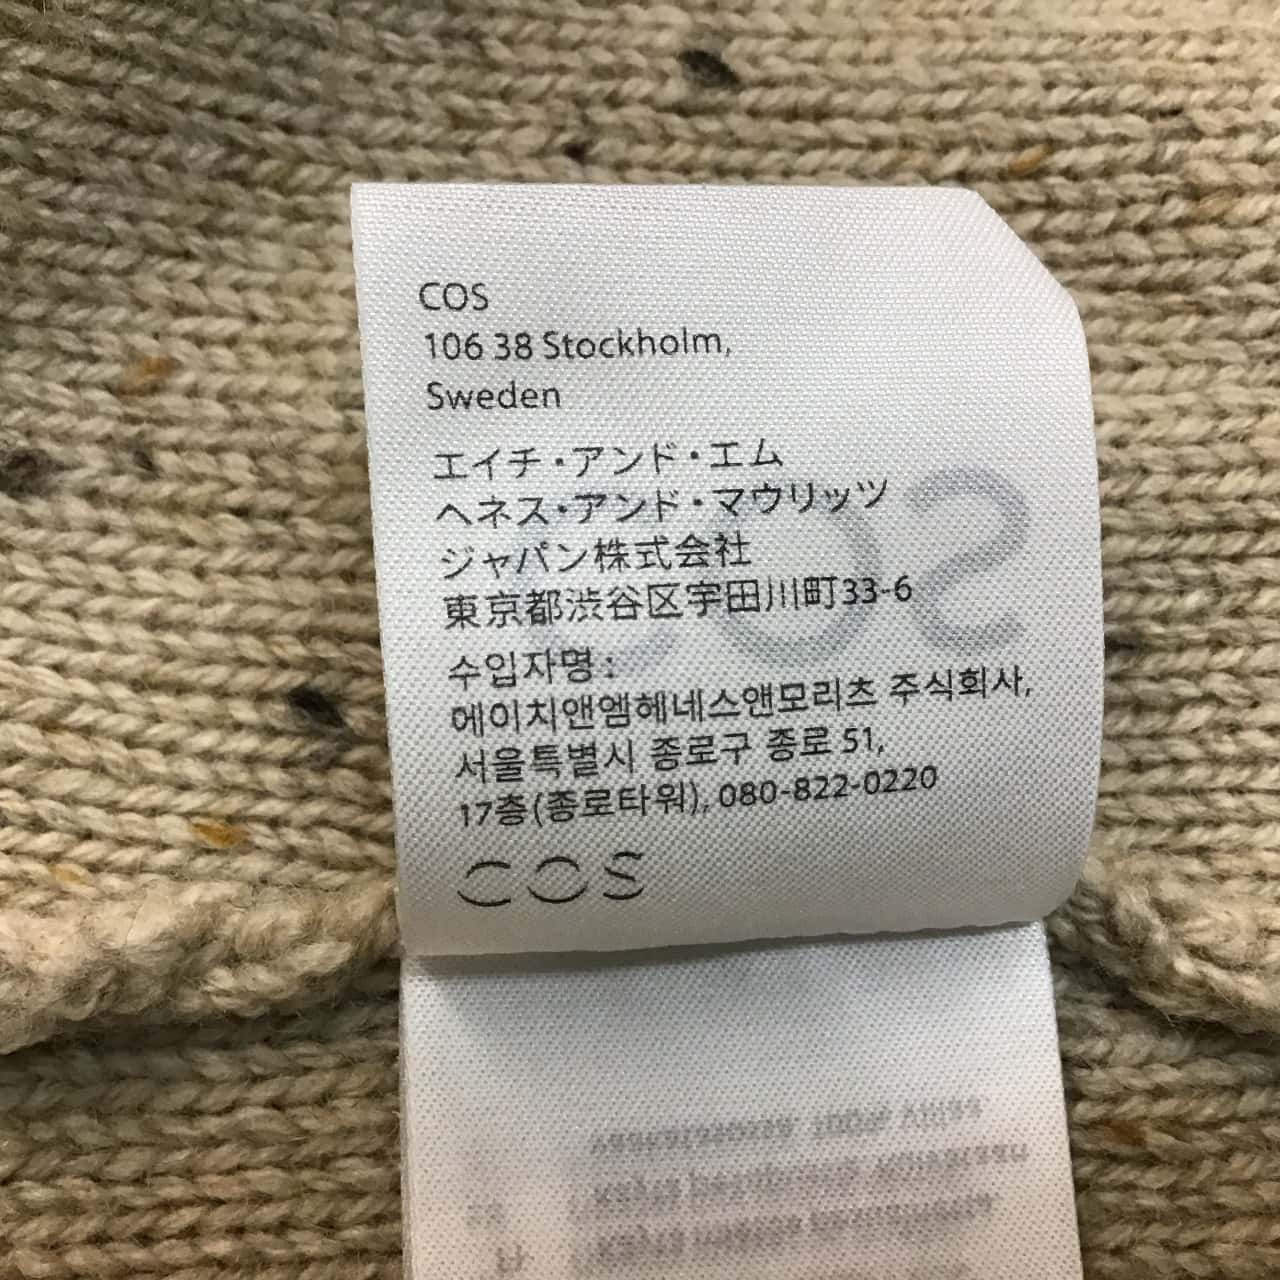 COS
106 38 Stockholm,
Sweden
エイチ・アンド・エム
ヘネス・アンド・マウリッツ
ジャパン株式会社
東京都渋谷区宇田川町33-6
수입자명 :
에이치앤엠헤네스앤모리츠 주식회사,
서울특별시 종로구 종로 51,
17층(종로타워), 080-822-0220
COS